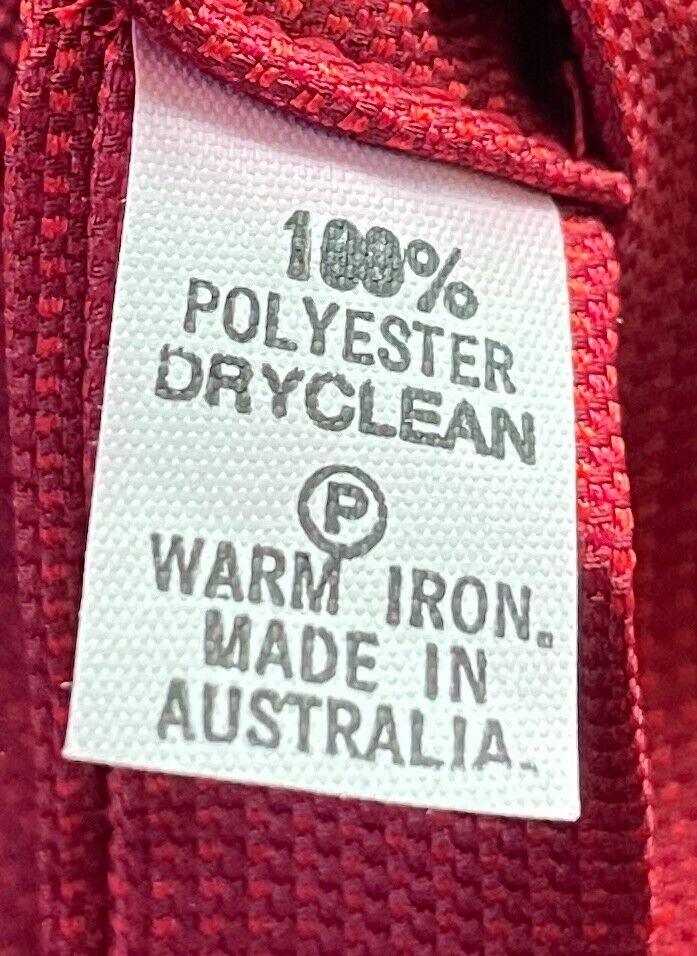 100%
POLYESTER
DRYCLEAN
P
WARM IRON.
MADE IN
AUSTRALIA.